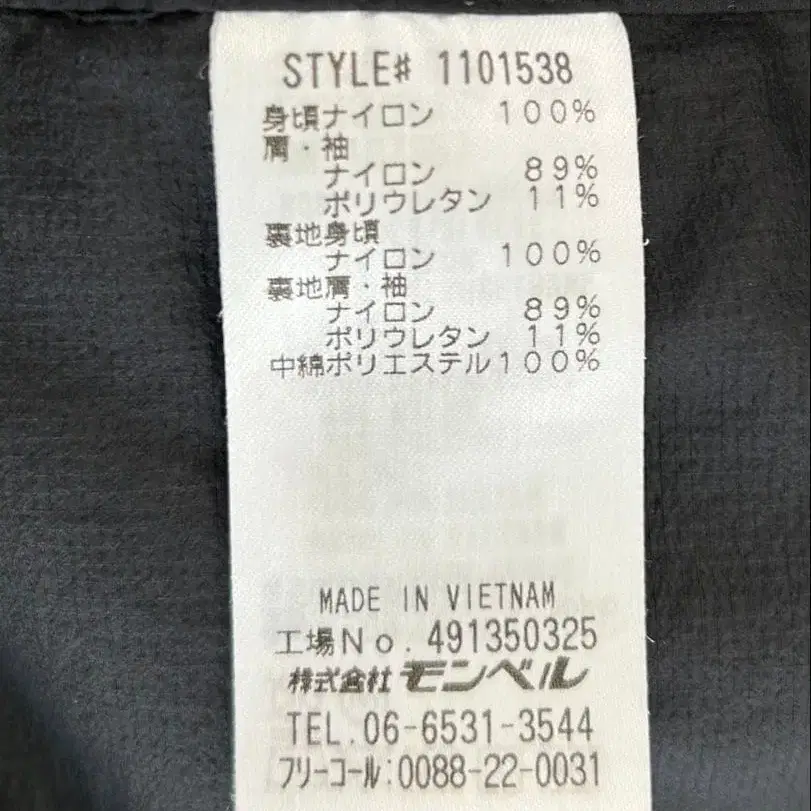 STYLE# 1101538
身頃ナイロン 100%
肩・袖
ナイロン 89%
ポリウレタン 11%
裏地身頃
ナイロン 100%
裏地肩・袖
ナイロン 89%
ポリウレタン 11%
中綿ポリエステル100%
MADE IN VIETNAM
工場No. 491350325
株式会社モンベル
TEL.06-6531-3544
フリーコール:0088-22-0031